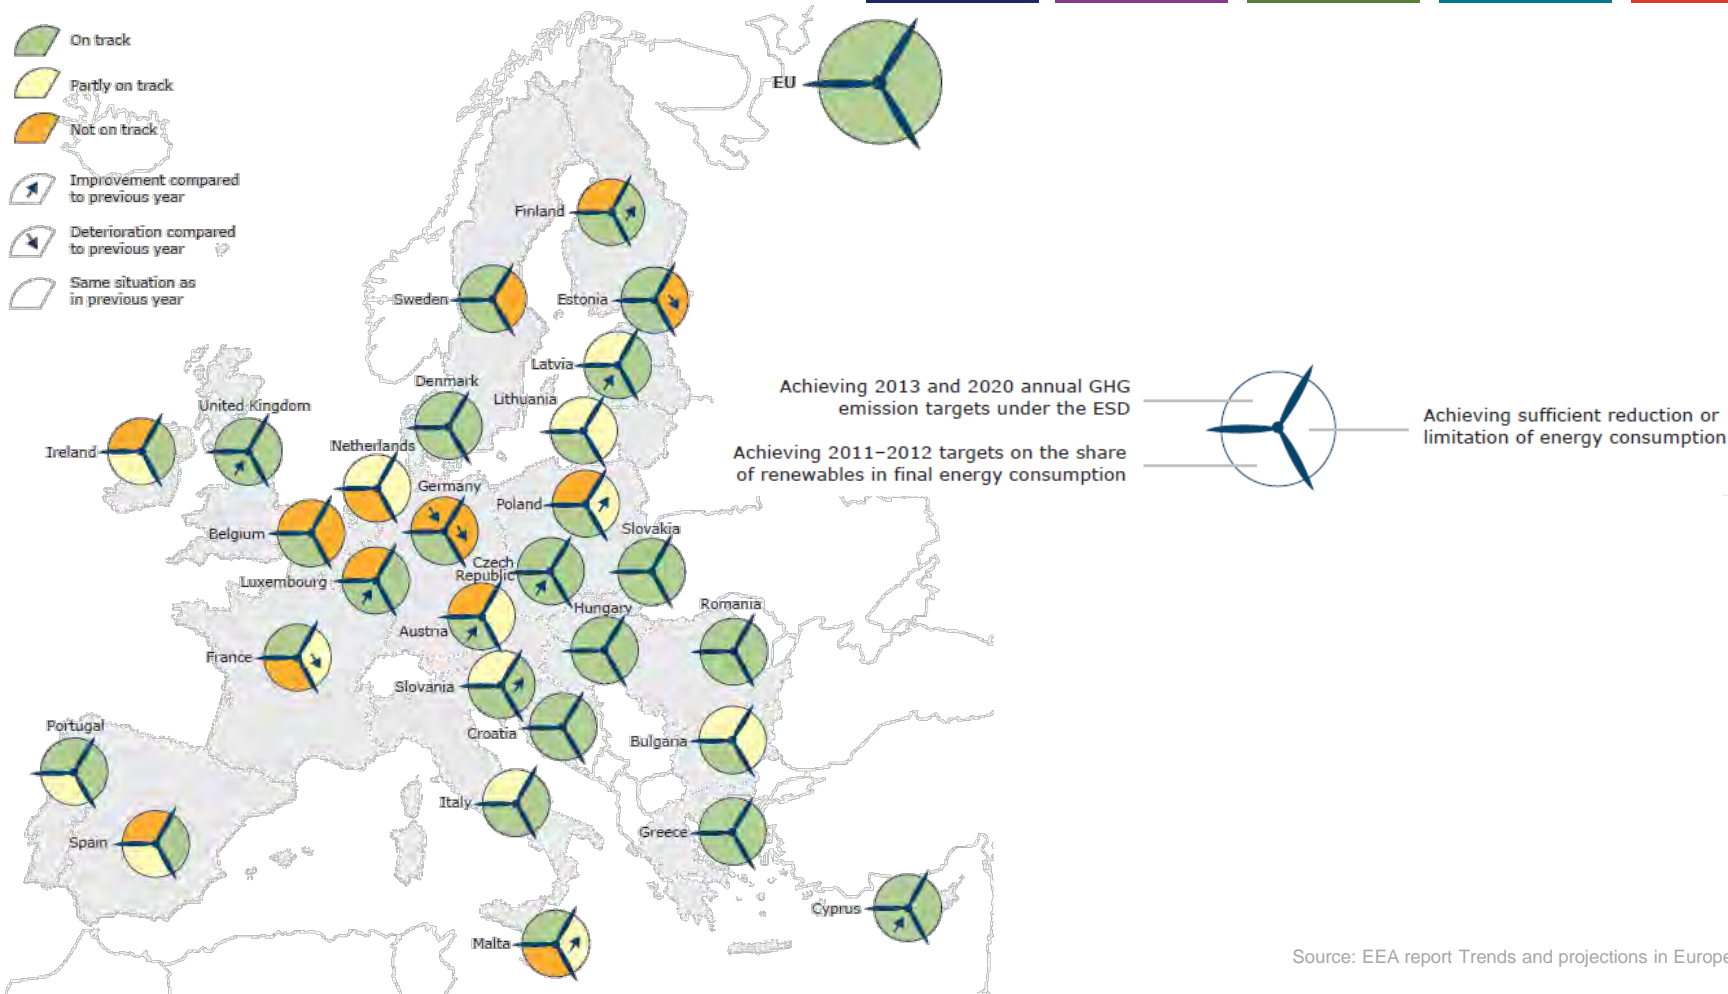 On track
Partly on track
Not on track
Improvement compared
to previous year
Deterioration compared
to previous year
Same situation as
in previous year
EU
Finland
Sweden
Estonia
Latvia
Denmark
Lithuania
United Kingdom
Ireland
Netherlands
Germany
Poland
Belgium
Slovakia
Czech
Republic
Luxembourg
Hungary
Romania
Austria
France
Slovania
Portugal
Croatia
Bulgaria
Italy
Greece
Spain
Cyprus
Malta
Achieving 2013 and 2020 annual GHG
emission targets under the ESD
Achieving 2011–2012 targets on the share
of renewables in final energy consumption
Achieving sufficient reduction or
limitation of energy consumption
Source: EEA report Trends and projections in Europe